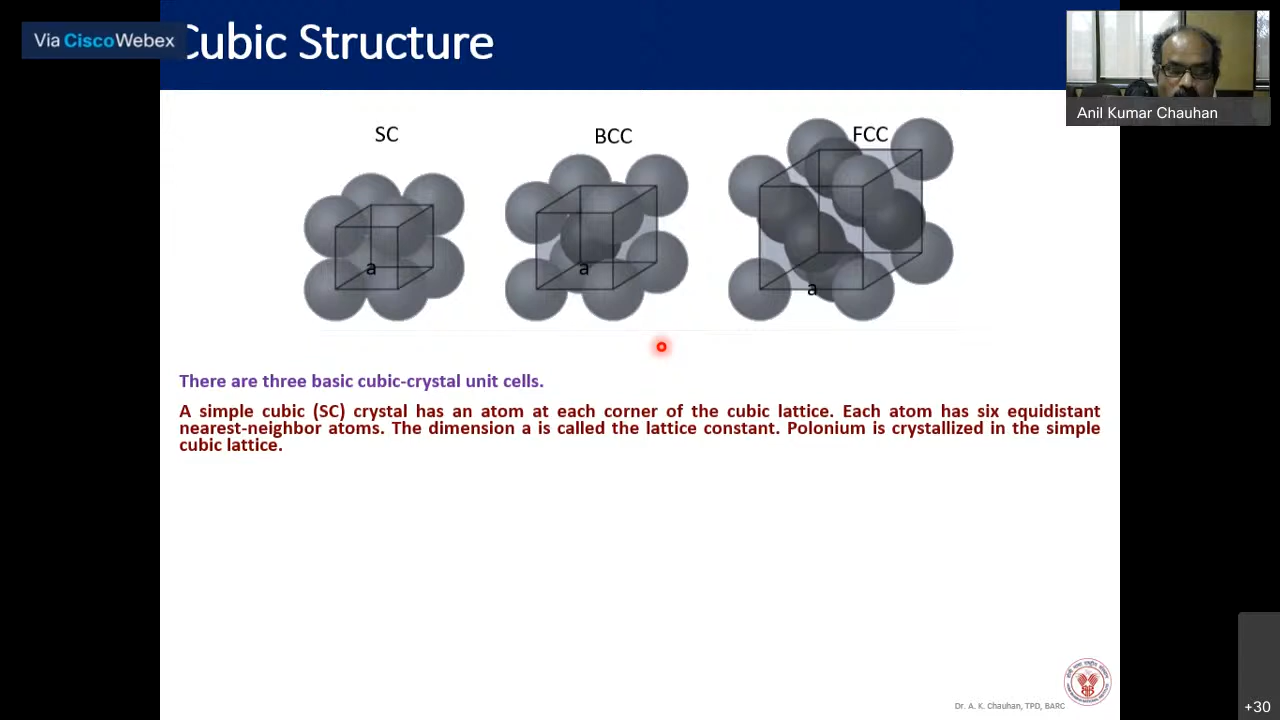 Via CiscoWebex
Cubic Structure
Anil Kumar Chauhan
SC
BCC
FCC
a
a
a
There are three basic cubic-crystal unit cells.
A simple cubic (SC) crystal has an atom at each corner of the cubic lattice. Each atom has six equidistant
nearest-neighbor atoms. The dimension a is called the lattice constant. Polonium is crystallized in the simple
cubic lattice.
Dr. A. K. Chauhan, TPD, BARC
+30